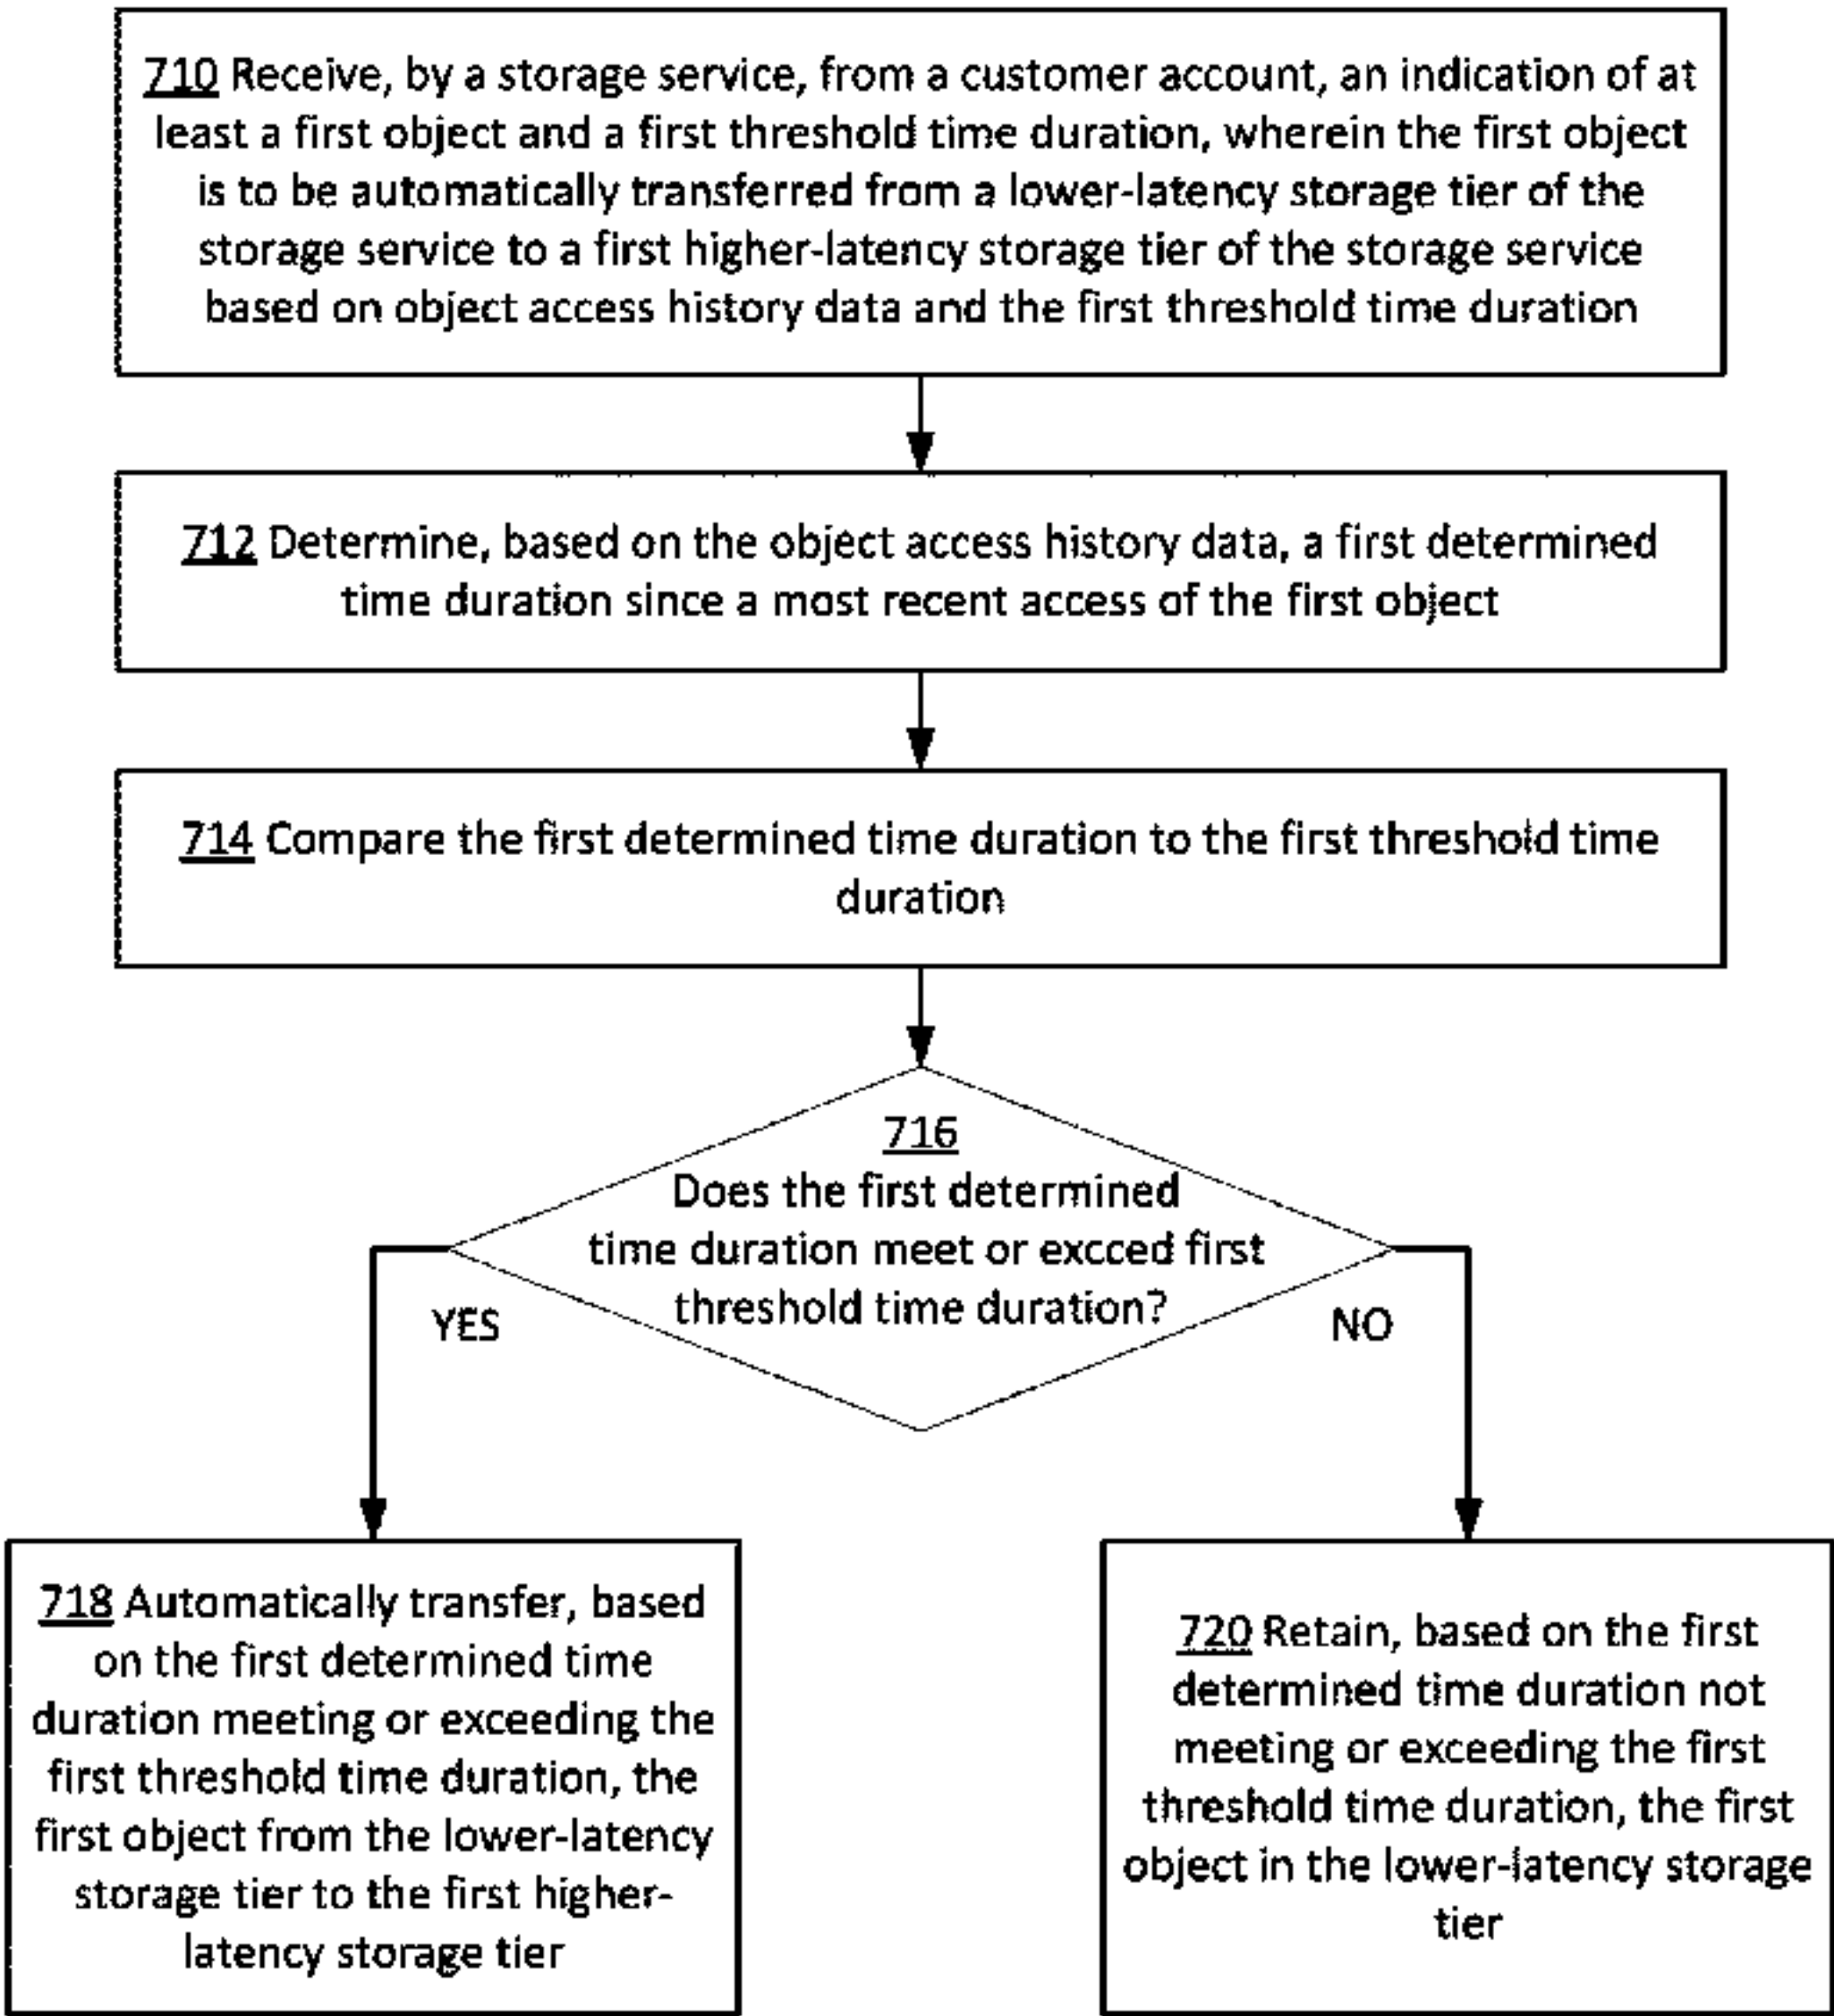 710 Receive, by a storage service, from a customer account, an indication of at
least a first object and a first threshold time duration, wherein the first object
is to be automatically transferred from a lower-latency storage tier of the
storage service to a first higher-latency storage tier of the storage service
based on object access history data and the first threshold time duration
712 Determine, based on the object access history data, a first determined
time duration since a most recent access of the first object
714 Compare the first determined time duration to the first threshold time
duration
716
Does the first determined
time duration meet or exceed first
threshold time duration?
YES
NO
718 Automatically transfer, based
on the first determined time
duration meeting or exceeding the
first threshold time duration, the
first object from the lower-latency
storage tier to the first higher-
latency storage tier
720 Retain, based on the first
determined time duration not
meeting or exceeding the first
threshold time duration, the first
object in the lower-latency storage
tier